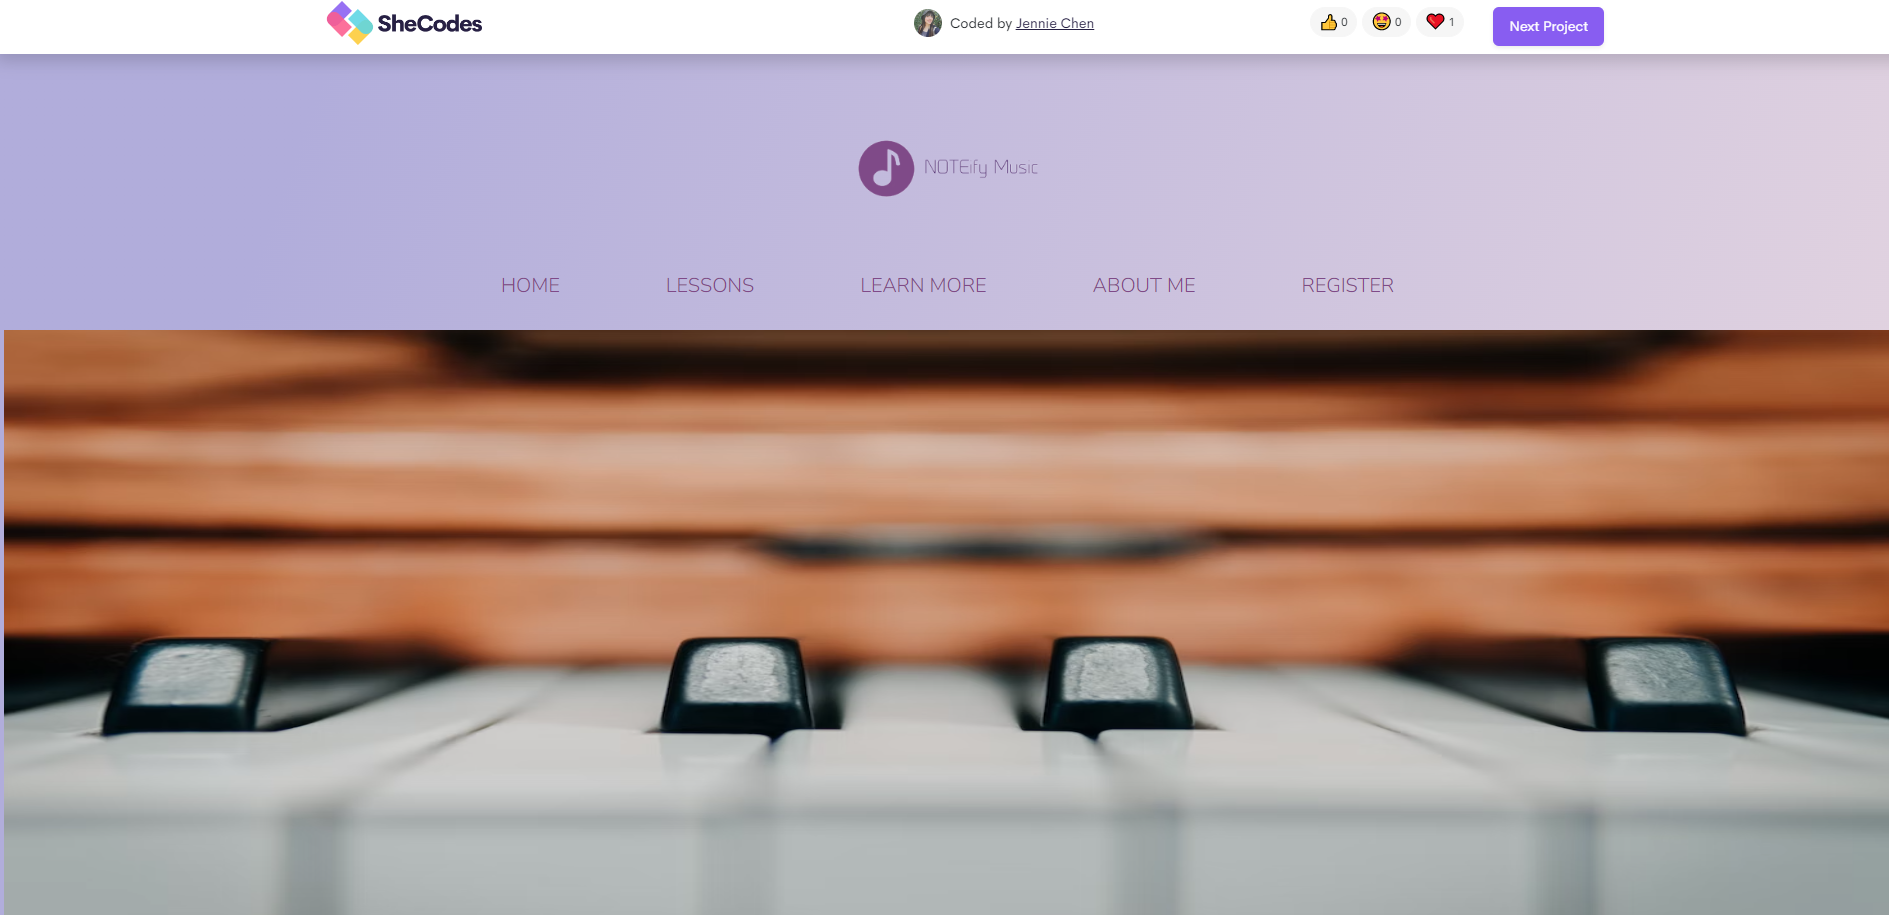 SheCodes
Coded by Jennie Chen
0
0
1
Next Project
NOTEify Music
HOME
LESSONS
LEARN MORE
ABOUT ME
REGISTER